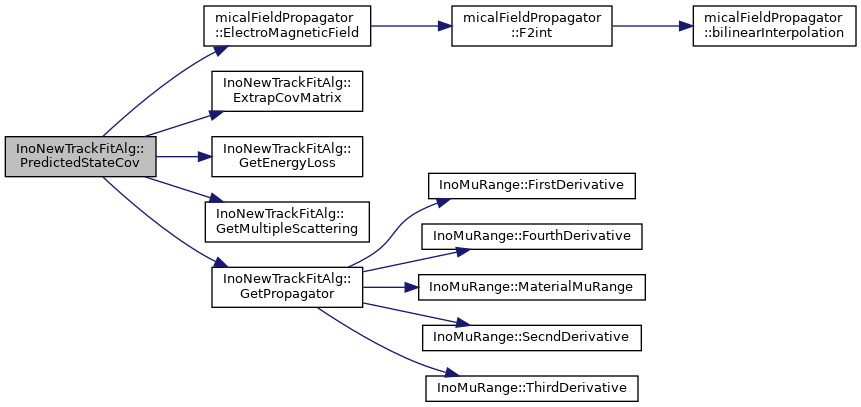 InoNewTrackFitAlg::
PredictedStateCov
micalFieldPropagator
::ElectroMagneticField
micalFieldPropagator
::F2int
micalFieldPropagator
::bilinearInterpolation
InoNewTrackFitAlg::
ExtrapCovMatrix
InoNewTrackFitAlg::
GetEnergyLoss
InoNewTrackFitAlg::
GetMultipleScattering
InoNewTrackFitAlg::
GetPropagator
InoMuRange::FirstDerivative
InoMuRange::FourthDerivative
InoMuRange::MaterialMuRange
InoMuRange::SecndDerivative
InoMuRange::ThirdDerivative